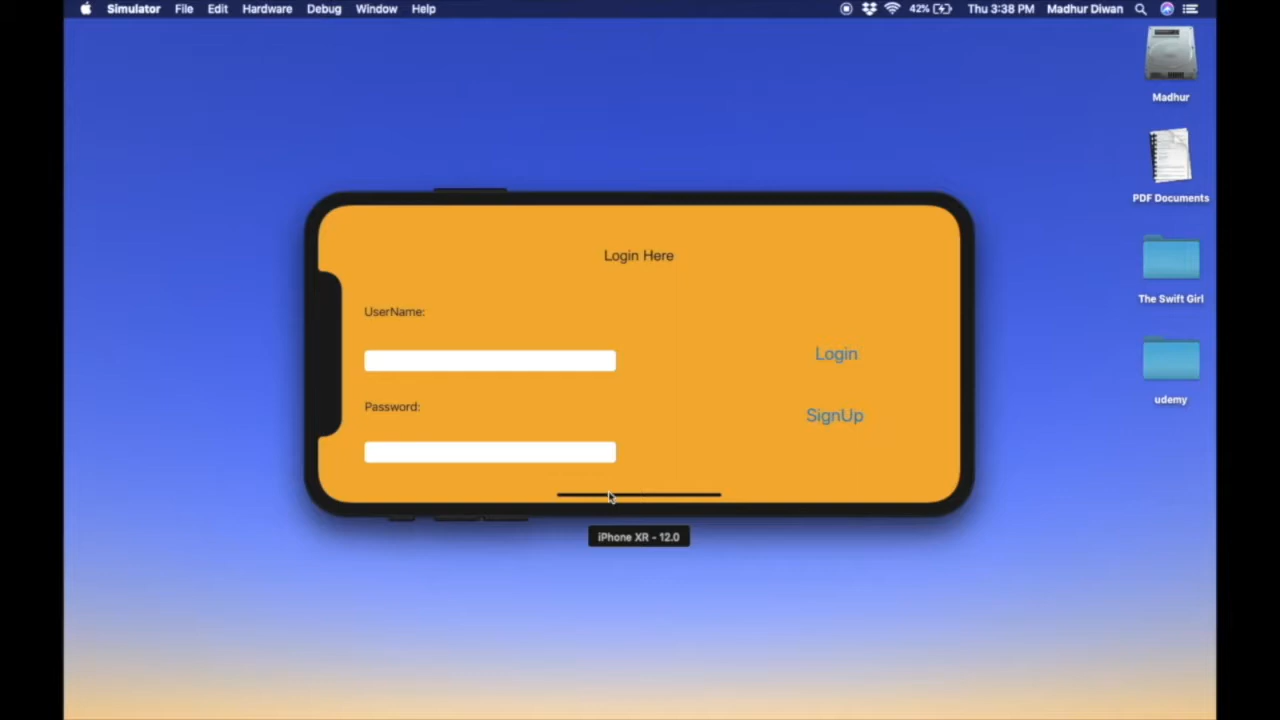 Simulator File Edit Hardware Debug Window Help 42% Thu 3:38 PM Madhur Diwan
Madhur
PDF Documents
The Swift Girl
udemy
Login Here
UserName:
Login
Password:
SignUp
iPhone XR - 12.0